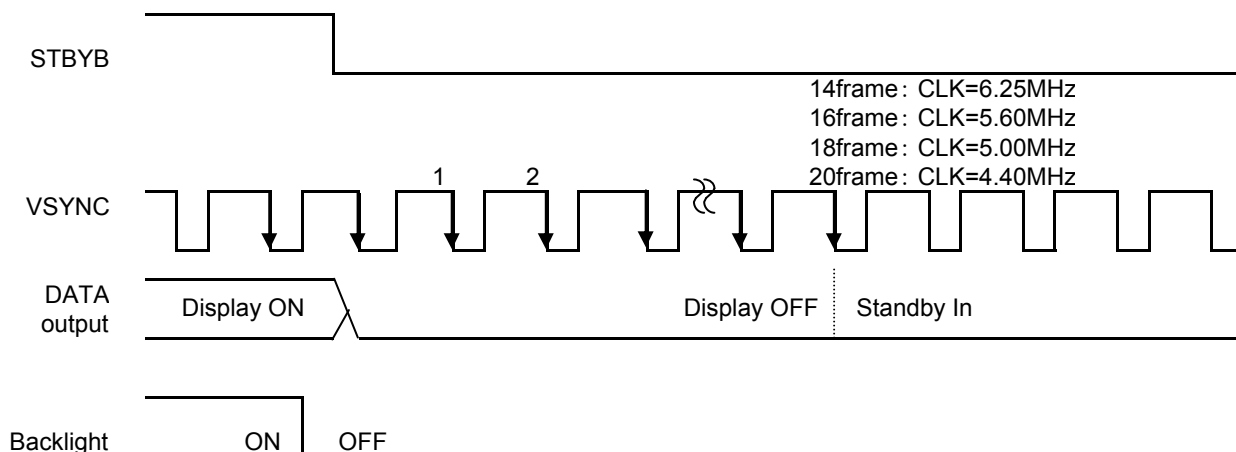 STBYB
14frame： CLK=6.25MHz
16frame： CLK=5.60MHz
18frame： CLK=5.00MHz
20frame： CLK=4.40MHz
1 2
VSYNC
DATA
output
Display ON Display OFF Standby In
Backlight ON OFF